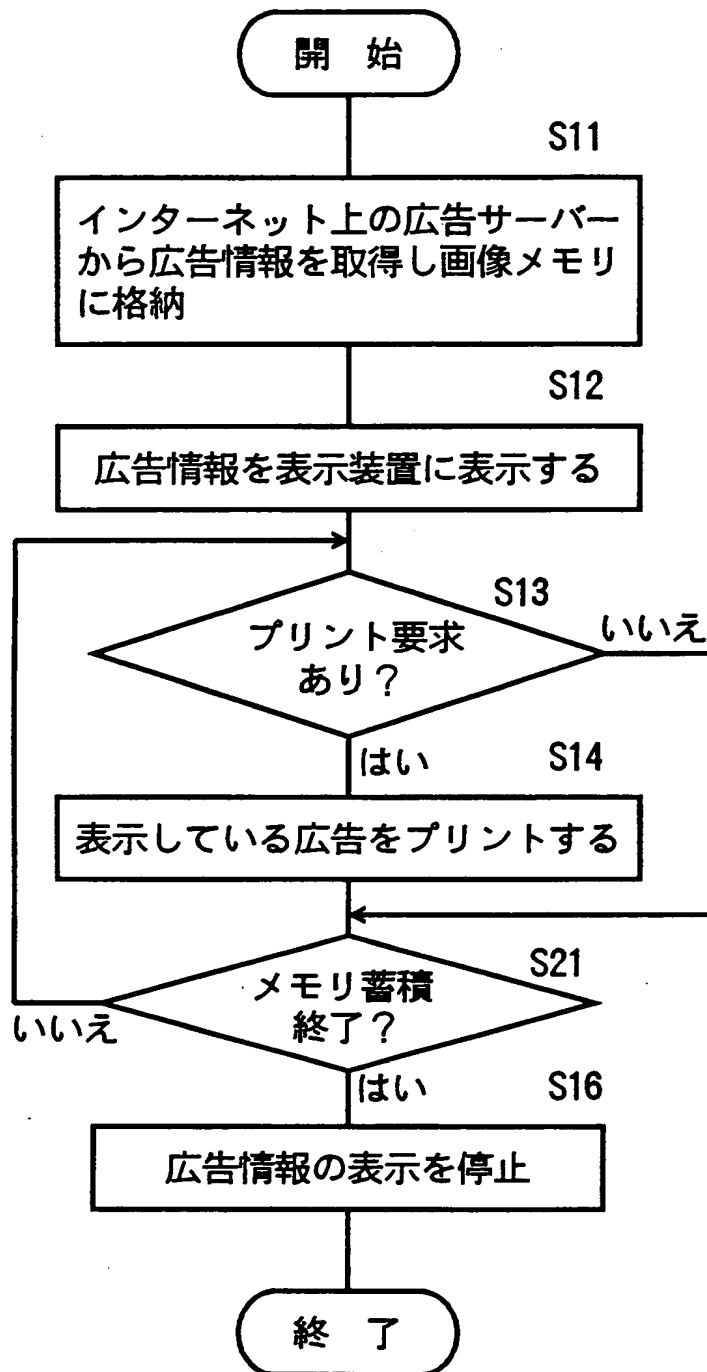 開 始
S11
インターネット上の広告サーバー
から広告情報を取得し画像メモリ
に格納
S12
広告情報を表示装置に表示する
S13
プリント要求
あり？
いいえ
はい
S14
表示している広告をプリントする
S21
メモリ蓄積
終了？
いいえ
はい
S16
広告情報の表示を停止
終 了